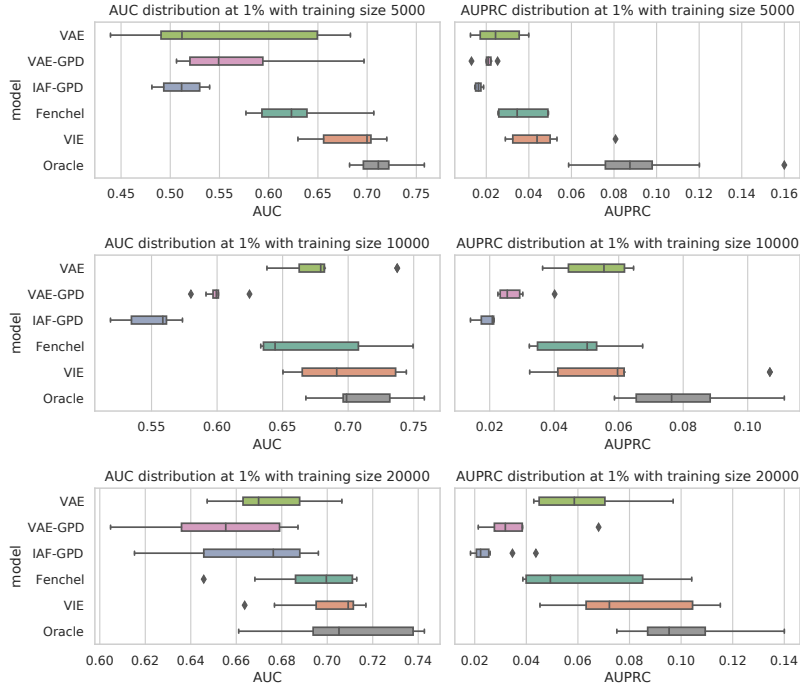 AUC distribution at 1% with training size 5000
AUPRC distribution at 1% with training size 5000
model
VAE
VAE-GPD
IAF-GPD
Fenchel
VIE
Oracle
0.45 0.50 0.55 0.60 0.65 0.70 0.75
0.02 0.04 0.06 0.08 0.10 0.12 0.14 0.16
AUC
AUPRC
AUC distribution at 1% with training size 10000
AUPRC distribution at 1% with training size 10000
model
VAE
VAE-GPD
IAF-GPD
Fenchel
VIE
Oracle
0.55 0.60 0.65 0.70 0.75
0.02 0.04 0.06 0.08 0.10
AUC
AUPRC
AUC distribution at 1% with training size 20000
AUPRC distribution at 1% with training size 20000
model
VAE
VAE-GPD
IAF-GPD
Fenchel
VIE
Oracle
0.60 0.62 0.64 0.66 0.68 0.70 0.72 0.74
0.02 0.04 0.06 0.08 0.10 0.12 0.14
AUC
AUPRC